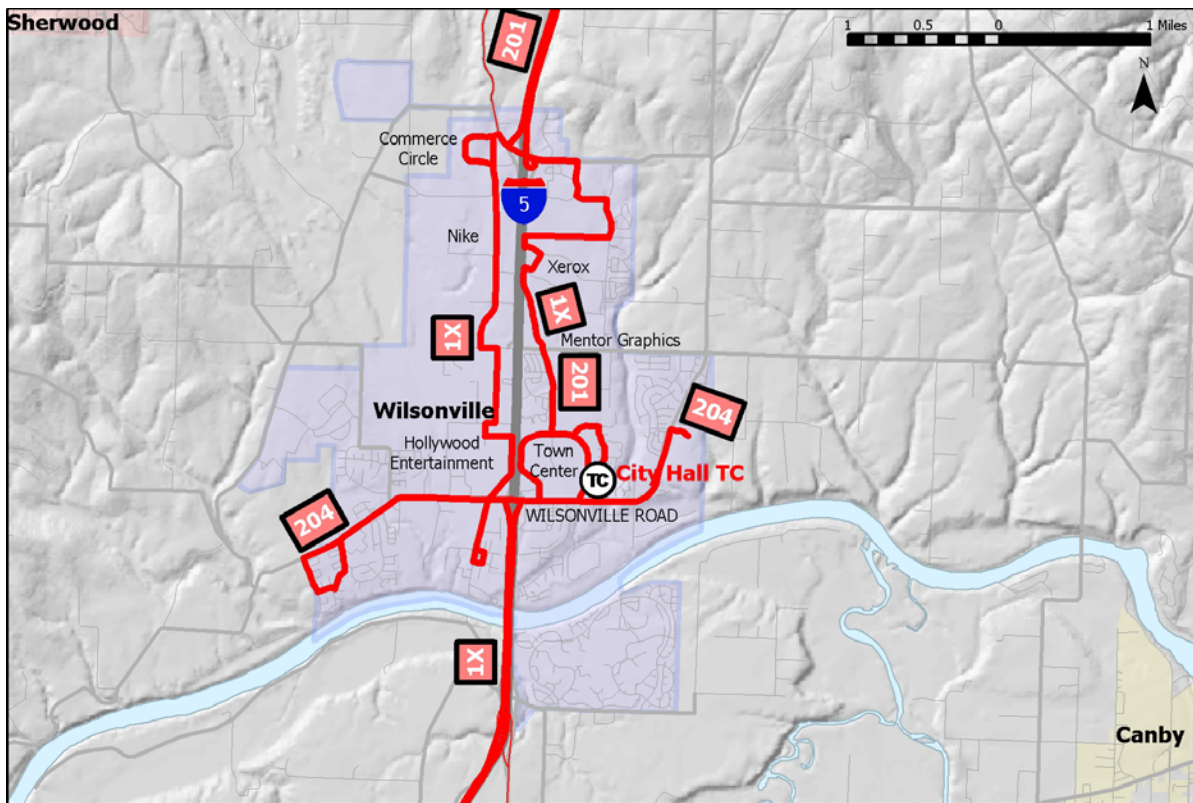 Sherwood
201
1 0.5 0 1 Miles
N
Commerce
Circle
5
Nike
Xerox
1X
1X
Mentor Graphics
201
204
Wilsonville
Hollywood
Entertainment
Town
Center
TC
City Hall TC
204
WILSONVILLE ROAD
1X
Canby